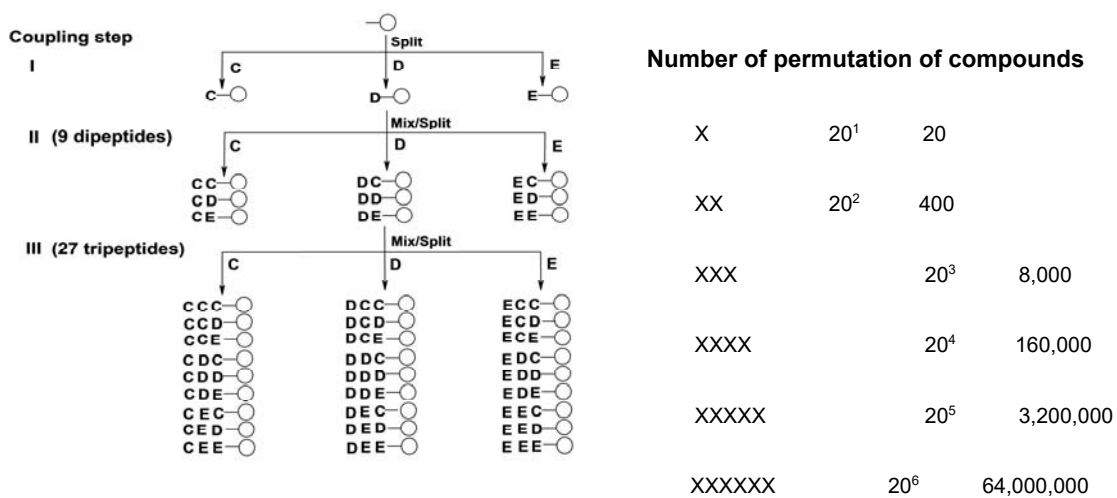 Coupling step
Split
I
C
D
E
C
D
E
Mix/Split
II (9 dipeptides)
C
D
E
CC
DC
EC
CD
DD
ED
CE
DE
EE
Mix/Split
III (27 tripeptides)
C
D
E
CCC
DCC
ECC
CCD
DCD
ECD
CCE
DCE
ECE
CDC
DDC
EDC
CDD
DDD
EDD
CDE
DDE
EDE
CEC
DEC
EEC
CED
DED
EED
CEE
DEE
EEE
Number of permutation of compounds
X 20¹ 20
XX 20² 400
XXX 20³ 8,000
XXXX 20⁴ 160,000
XXXXX 20⁵ 3,200,000
XXXXXX 20⁶ 64,000,000